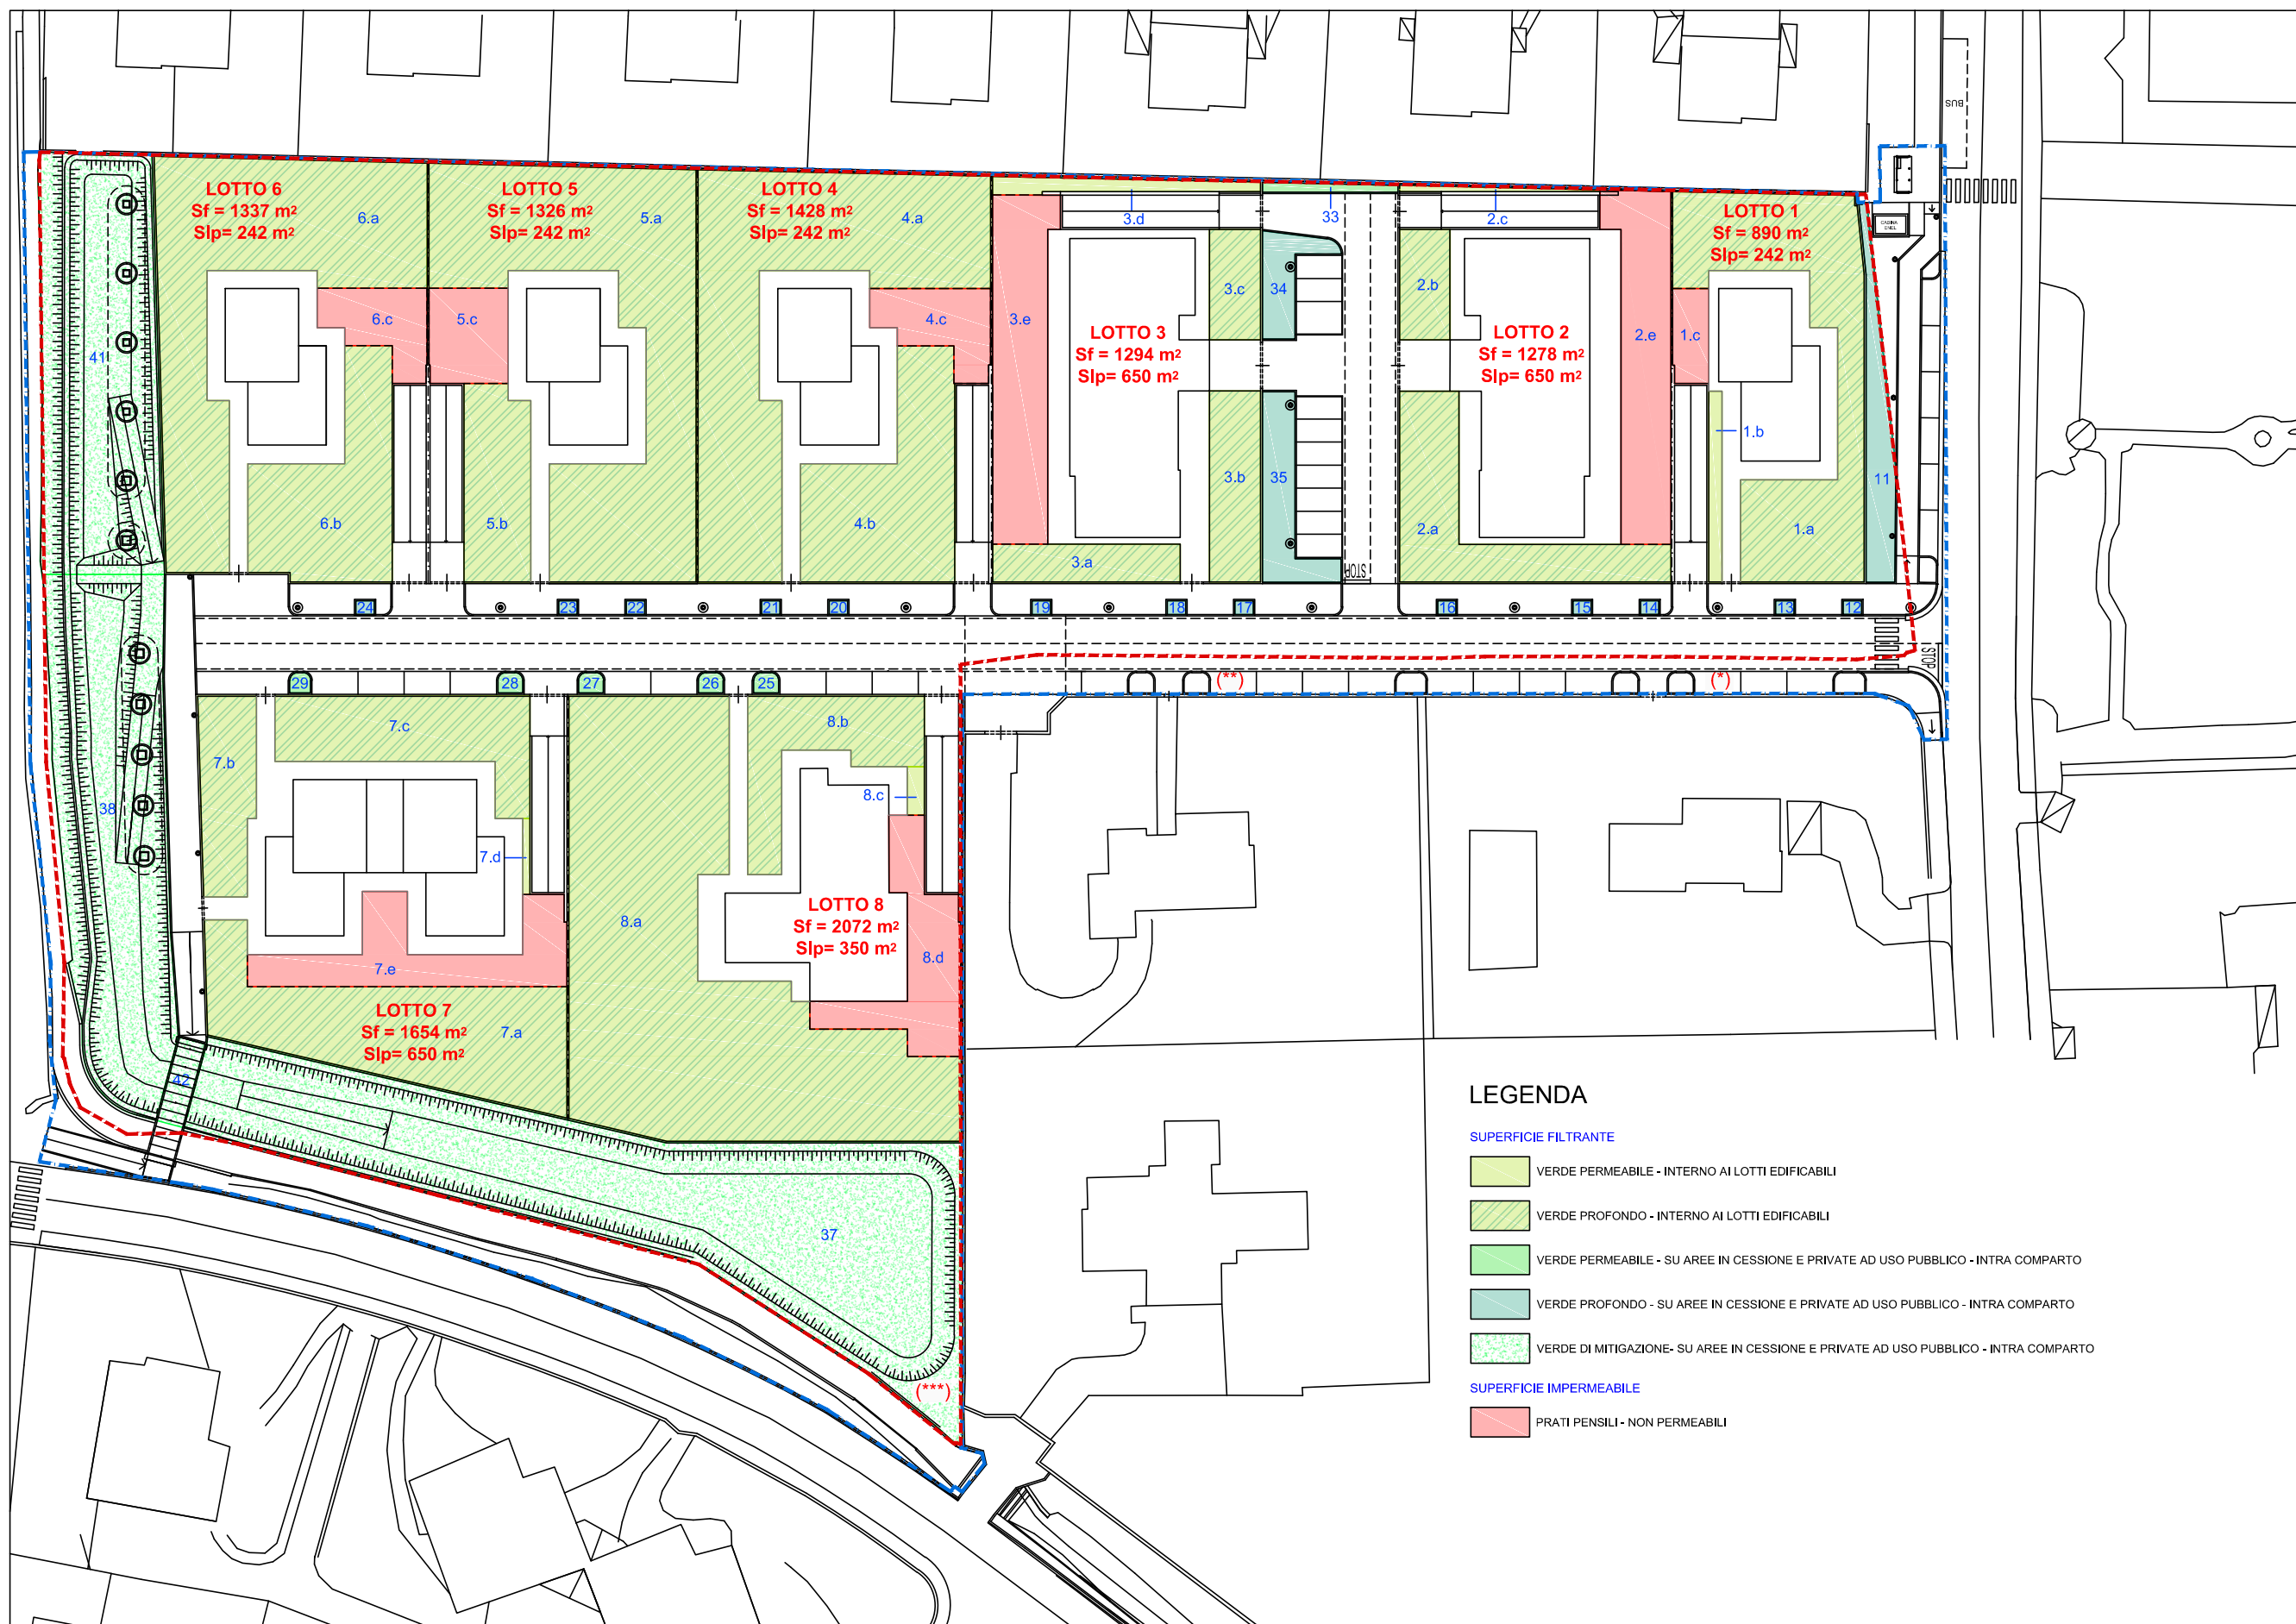 BUS
LOTTO 6
Sf = 1337 m²
Slp= 242 m²
6.a
LOTTO 5
Sf = 1326 m²
Slp= 242 m²
5.a
LOTTO 4
Sf = 1428 m²
Slp= 242 m²
4.a
3.d
33
2.c
LOTTO 1
Sf = 890 m²
Slp= 242 m²
CABINA
ENEL
41
6.c
5.c
4.c
3.e
LOTTO 3
Sf = 1294 m²
Slp= 650 m²
3.c
34
2.b
LOTTO 2
Sf = 1278 m²
Slp= 650 m²
2.e
1.c
1.b
6.b
5.b
4.b
3.a
3.b
35
2.a
1.a
11
STOP
24
23
22
21
20
19
18
17
16
15
14
13
12
STOP
29
28
27
26
25
(**)
(*)
38
7.b
7.c
7.d
8.b
8.c
8.a
LOTTO 8
Sf = 2072 m²
Slp= 350 m²
8.d
7.e
LOTTO 7
Sf = 1654 m²
Slp= 650 m²
7.a
42
37
(***)
LEGENDA
SUPERFICIE FILTRANTE
VERDE PERMEABILE - INTERNO AI LOTTI EDIFICABILI
VERDE PROFONDO - INTERNO AI LOTTI EDIFICABILI
VERDE PERMEABILE - SU AREE IN CESSIONE E PRIVATE AD USO PUBBLICO - INTRA COMPARTO
VERDE PROFONDO - SU AREE IN CESSIONE E PRIVATE AD USO PUBBLICO - INTRA COMPARTO
VERDE DI MITIGAZIONE- SU AREE IN CESSIONE E PRIVATE AD USO PUBBLICO - INTRA COMPARTO
SUPERFICIE IMPERMEABILE
PRATI PENSILI - NON PERMEABILI